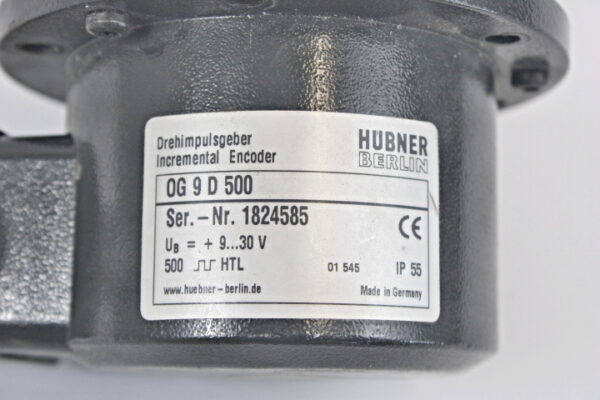 Drehimpulsgeber
Incremental Encoder
HÜBNER
BERLIN
OG 9 D 500
Ser.-Nr. 1824585
UB = + 9...30 V
CE
500 HTL 01 545 IP 55
www.huebner-berlin.de Made in Germany